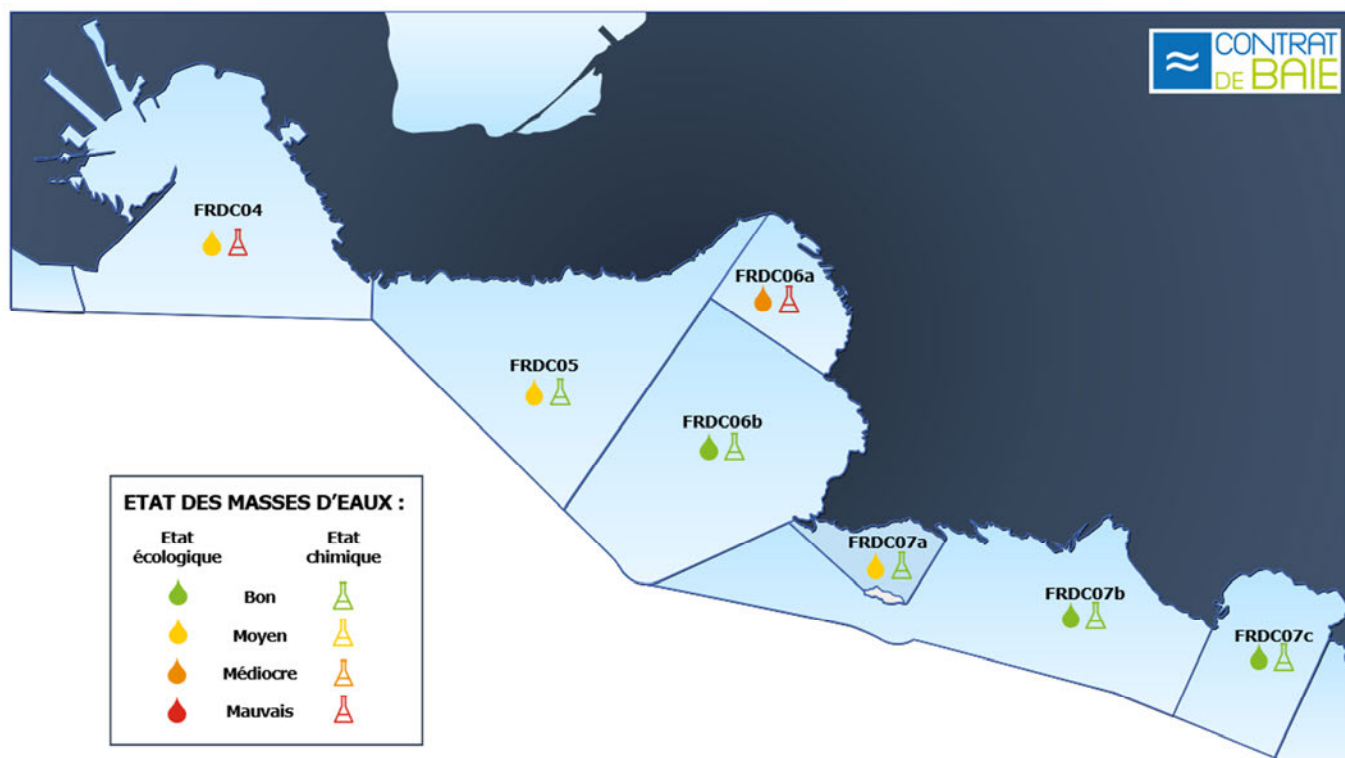 CONTRAT
DE BAIE
FRDC04
FRDC06a
FRDC05
FRDC06b
FRDC07a
FRDC07b
FRDC07c
ETAT DES MASSES D'EAUX :
Etat
écologique
Etat
chimique
Bon
Moyen
Médiocre
Mauvais